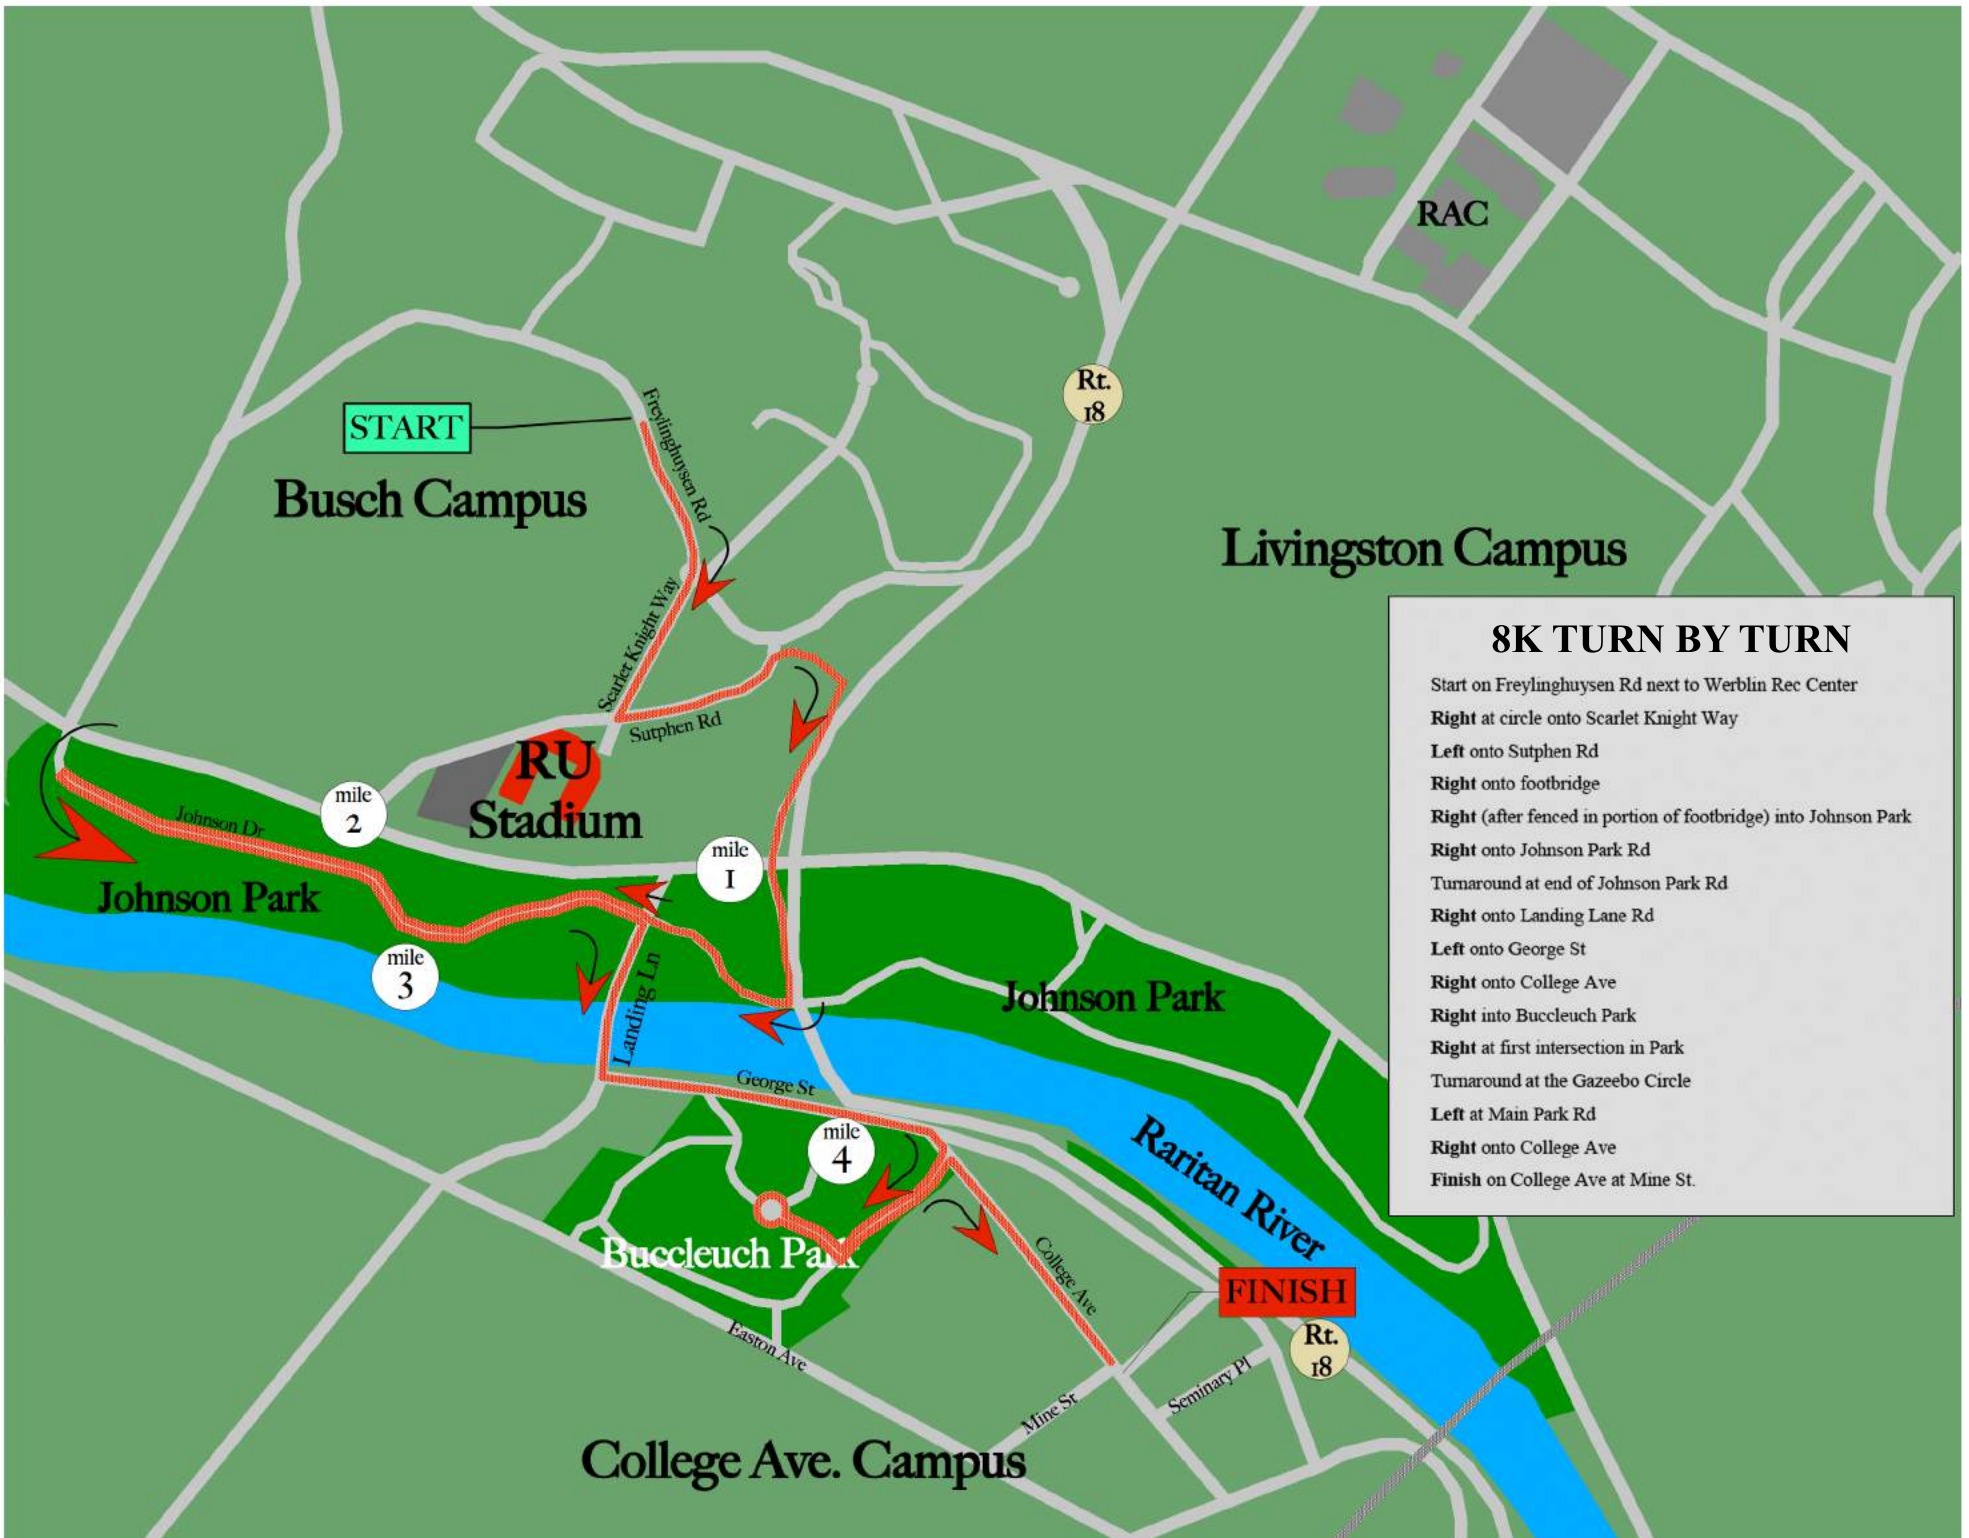 RAC
Rt.
18
START
Freylinghuysen Rd
Busch Campus
Livingston Campus
Scarlet Knight Way
Sutphen Rd
RU
Stadium
mile
2
Johnson Dr
mile
1
Johnson Park
mile
3
Landing Ln
Johnson Park
George St
mile
4
Raritan River
Buccleuch Park
College Ave
FINISH
Rt.
18
Easton Ave
Seminary Pl
Mine St
College Ave. Campus
8K TURN BY TURN
Start on Freylinghuysen Rd next to Werblin Rec Center
Right at circle onto Scarlet Knight Way
Left onto Sutphen Rd
Right onto footbridge
Right (after fenced in portion of footbridge) into Johnson Park
Right onto Johnson Park Rd
Turnaround at end of Johnson Park Rd
Right onto Landing Lane Rd
Left onto George St
Right onto College Ave
Right into Buccleuch Park
Right at first intersection in Park
Turnaround at the Gazeebo Circle
Left at Main Park Rd
Right onto College Ave
Finish on College Ave at Mine St.